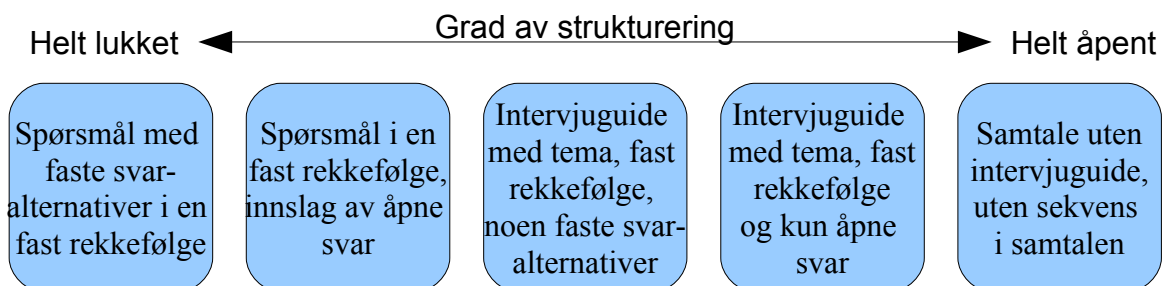 Grad av strukturering
Helt lukket
Helt åpent
Spørsmål med
faste svar-
alternativer i en
fast rekkefølge
Spørsmål i en
fast rekkefølge,
innslag av åpne
svar
Intervjuguide
med tema, fast
rekkefølge,
noen faste svar-
alternativer
Intervjuguide
med tema, fast
rekkefølge
og kun åpne
svar
Samtale uten
intervjuguide,
uten sekvens
i samtalen